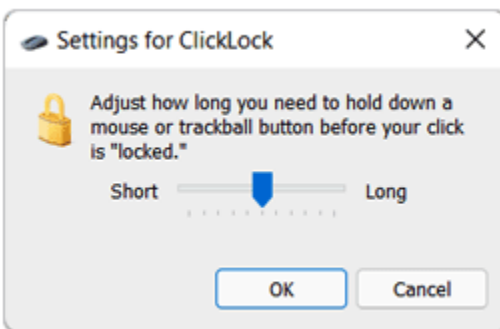 Settings for ClickLock
Adjust how long you need to hold down a
mouse or trackball button before your click
is "locked."
Short Long
OK Cancel